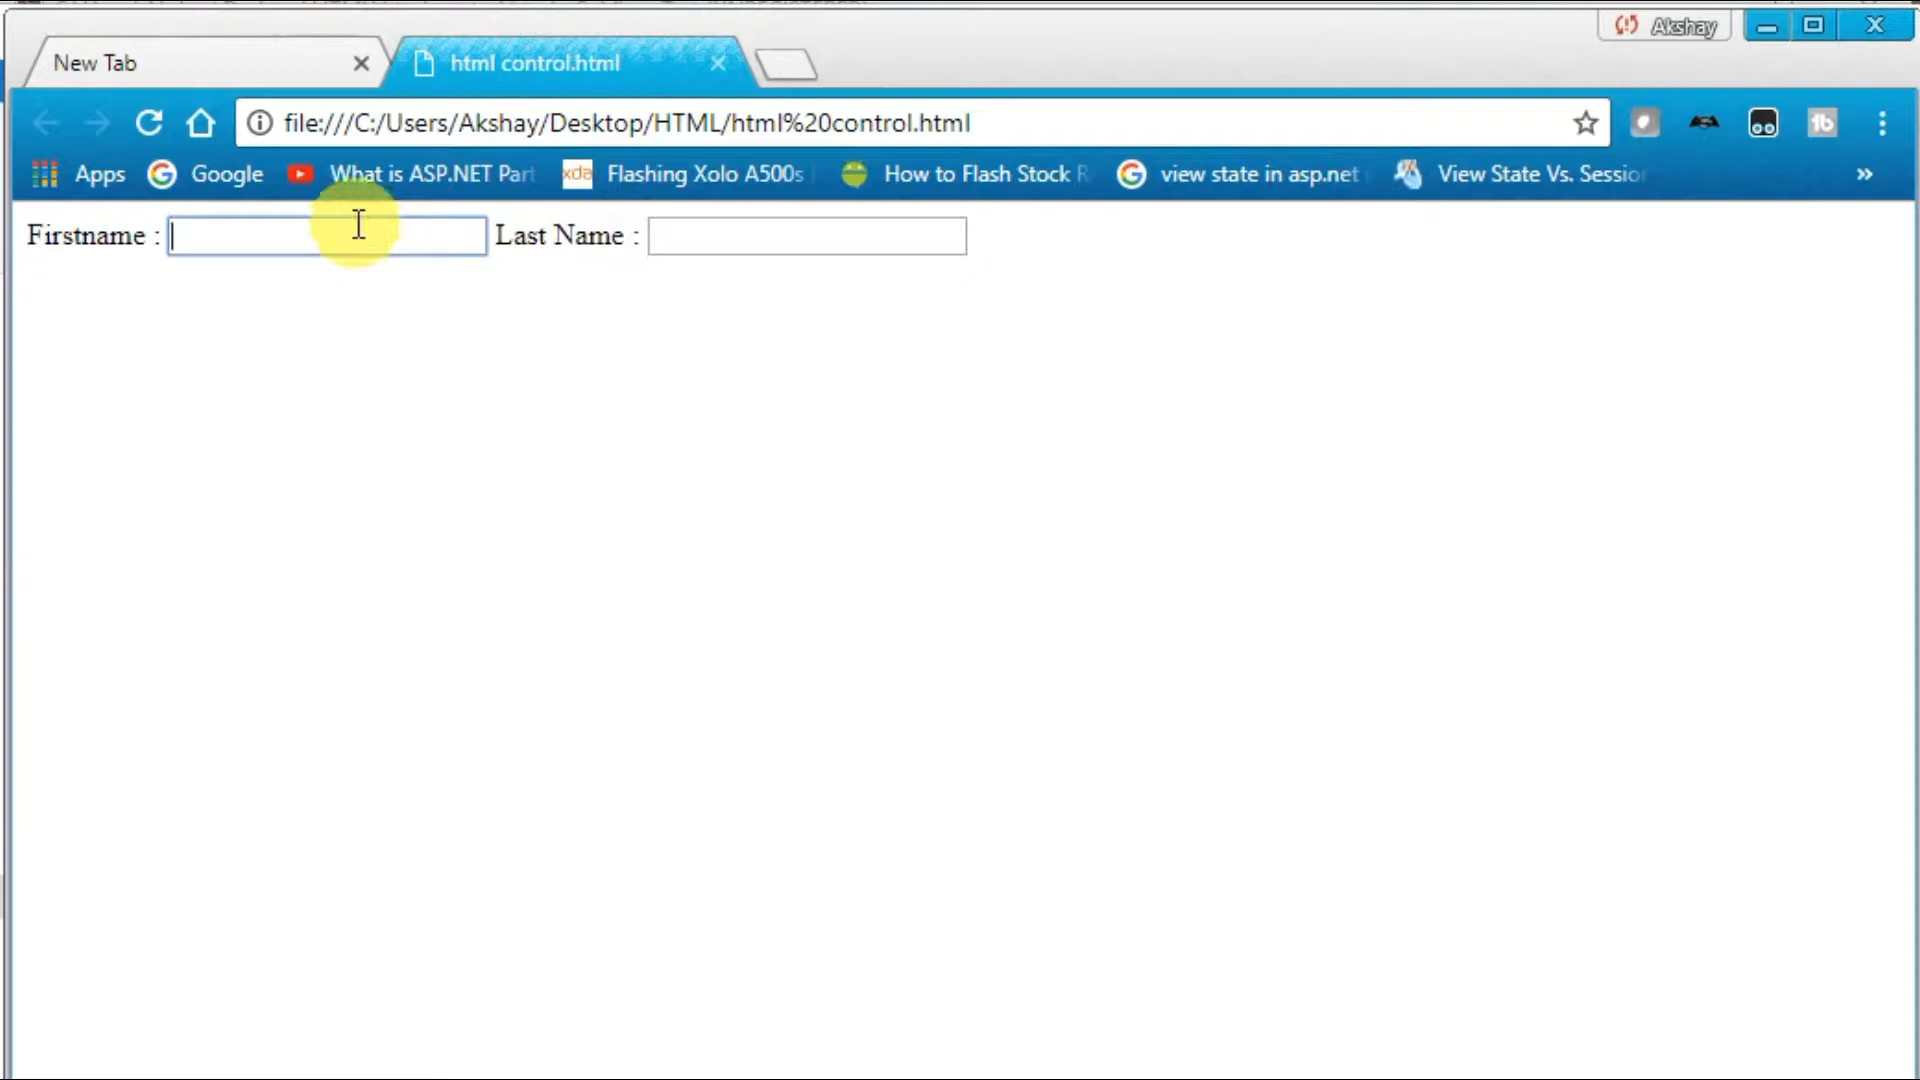 Akshay
New Tab
html control.html
file:///C:/Users/Akshay/Desktop/HTML/html%20control.html
Apps Google What is ASP.NET Part xda Flashing Xolo A500s How to Flash Stock R view state in asp.net View State Vs. Sessio »
Firstname : Last Name :